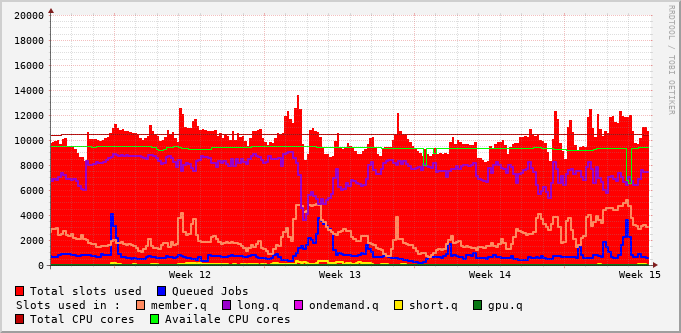 20000
18000
16000
14000
12000
10000
8000
6000
4000
2000
0
Week 12 Week 13 Week 14 Week 15
RRDTOOL / TOBI OETIKER
Total slots used Queued Jobs
Slots used in : member.q long.q ondemand.q short.q gpu.q
Total CPU cores Availale CPU cores